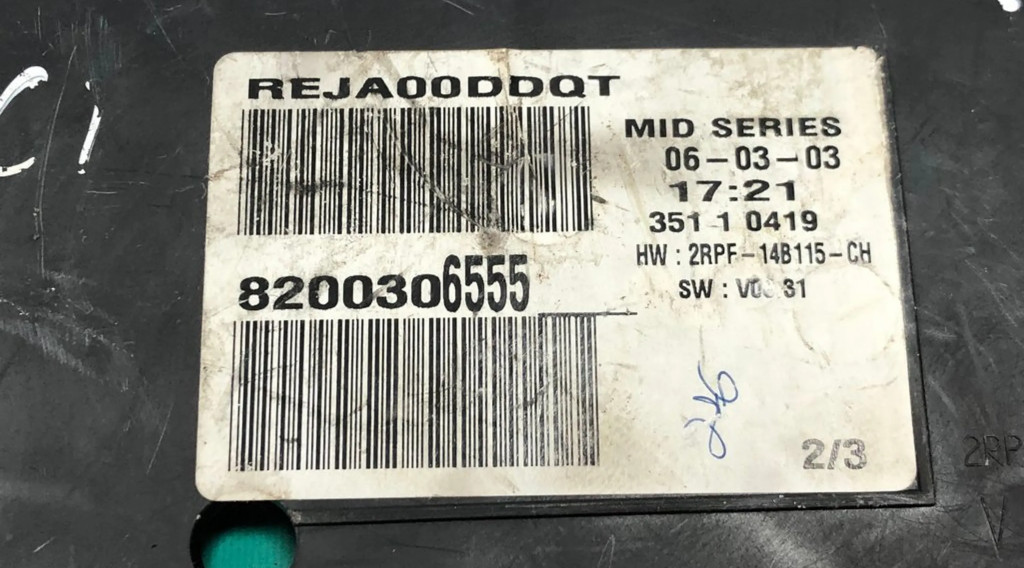 REJA00DDQT
MID SERIES
06-03-03
17:21
351 1 0419
HW : 2RPF-14B115-CH
8200306555
SW :
2/3
2RP
V